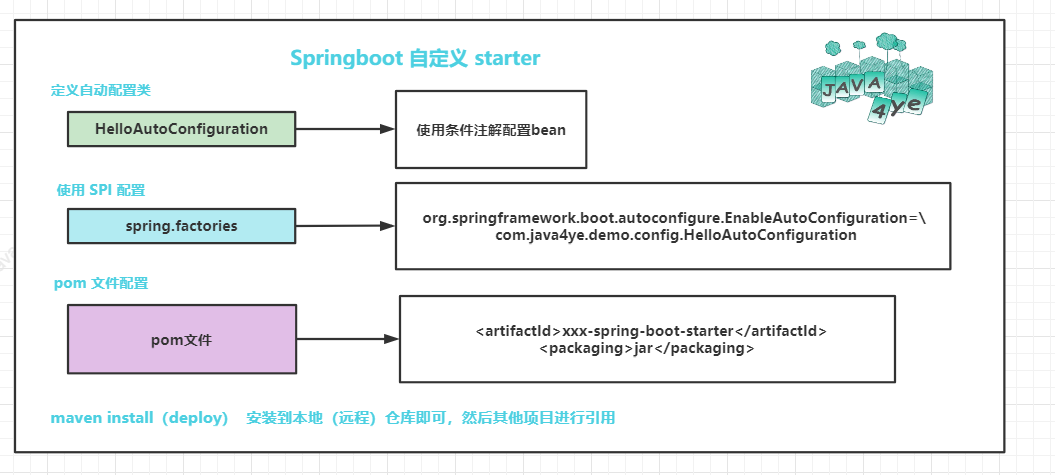 Springboot 自定义 starter
JAVA
4ye
定义自动配置类
HelloAutoConfiguration
使用条件注解配置bean
使用 SPI 配置
spring.factories
org.springframework.boot.autoconfigure.EnableAutoConfiguration=\
com.java4ye.demo.config.HelloAutoConfiguration
pom 文件配置
pom文件
<artifactId>xxx-spring-boot-starter</artifactId>
<packaging>jar</packaging>
maven install（deploy） 安装到本地（远程）仓库即可，然后其他项目进行引用